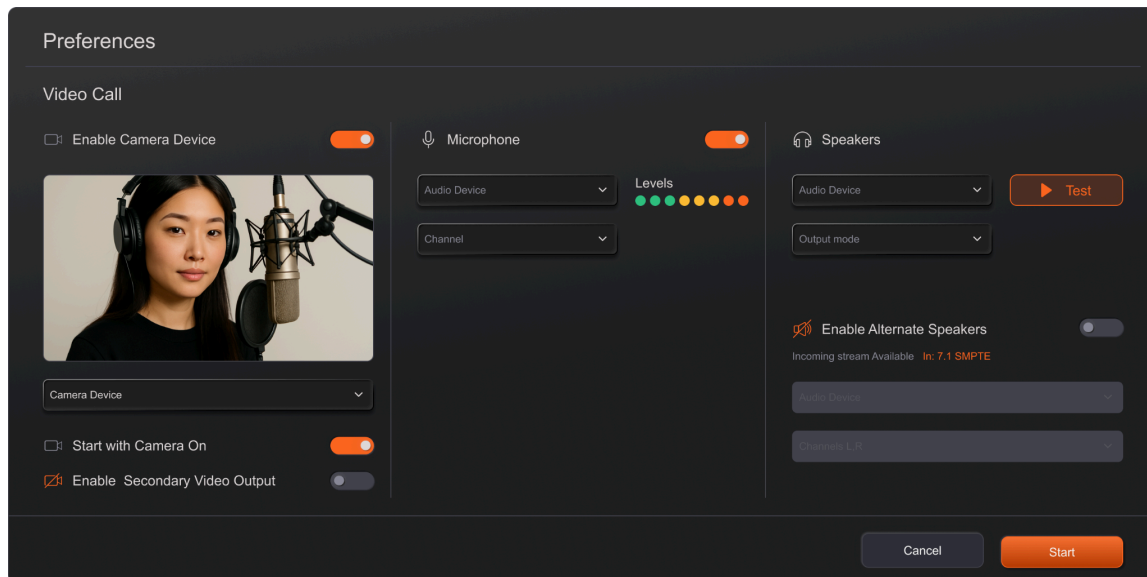 Preferences
Video Call
Enable Camera Device
Camera Device
Start with Camera On
Enable Secondary Video Output
Microphone
Audio Device
Levels
Channel
Speakers
Audio Device
Test
Output mode
Enable Alternate Speakers
Incoming stream Available In: 7.1 SMPTE
Audio Device
Channels L.R.
Cancel
Start